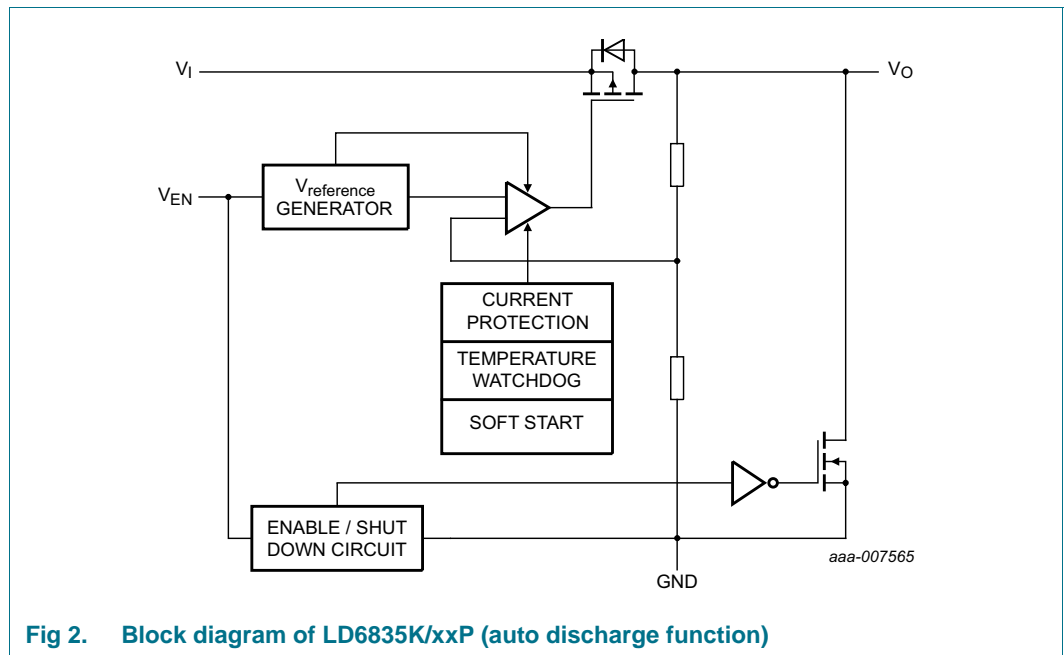 VI
VO
VEN
Vreference
GENERATOR
CURRENT
PROTECTION
TEMPERATURE
WATCHDOG
SOFT START
ENABLE / SHUT
DOWN CIRCUIT
GND
aaa-007565
Fig 2. Block diagram of LD6835K/xxP (auto discharge function)